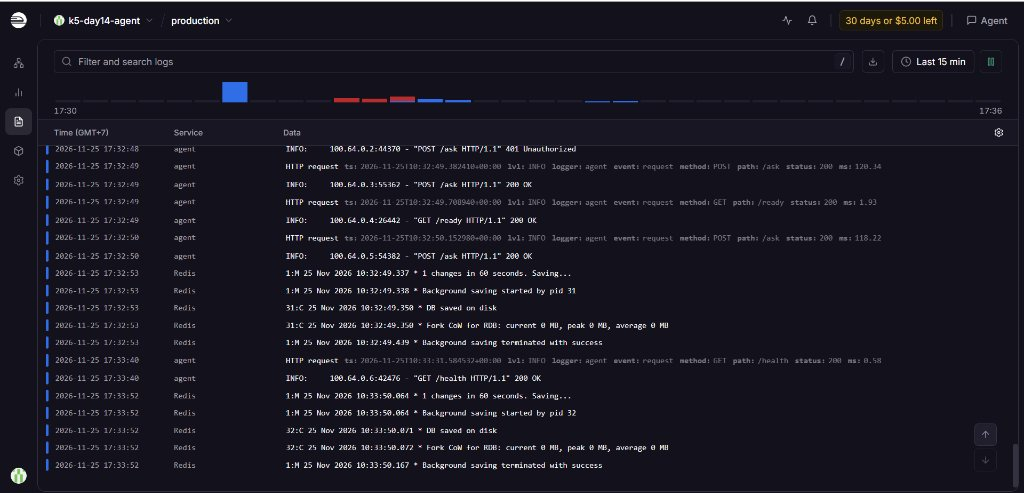 k5-day14-agent / production 30 days or $5.00 left Agent
Filter and search logs / Last 15 min
17:30 17:36
Time (GMT+7) Service Data
2026-11-25 17:32:48 agent INFO: 100.64.0.2:44370 - "POST /ask HTTP/1.1" 401 Unauthorized
2026-11-25 17:32:49 agent HTTP request ts: 2026-11-25T10:32:49.382410+00:00 lvl: INFO logger: agent event: request method: POST path: /ask status: 200 ms: 120.34
2026-11-25 17:32:49 agent INFO: 100.64.0.3:55362 - "POST /ask HTTP/1.1" 200 OK
2026-11-25 17:32:49 agent HTTP request ts: 2026-11-25T10:32:49.708940+00:00 lvl: INFO logger: agent event: request method: GET path: /ready status: 200 ms: 1.93
2026-11-25 17:32:49 agent INFO: 100.64.0.4:26442 - "GET /ready HTTP/1.1" 200 OK
2026-11-25 17:32:50 agent HTTP request ts: 2026-11-25T10:32:50.152980+00:00 lvl: INFO logger: agent event: request method: POST path: /ask status: 200 ms: 118.22
2026-11-25 17:32:50 agent INFO: 100.64.0.5:54382 - "POST /ask HTTP/1.1" 200 OK
2026-11-25 17:32:53 Redis 1:M 25 Nov 2026 10:32:49.337 * 1 changes in 60 seconds. Saving...
2026-11-25 17:32:53 Redis 1:M 25 Nov 2026 10:32:49.338 * Background saving started by pid 31
2026-11-25 17:32:53 Redis 31:C 25 Nov 2026 10:32:49.350 * DB saved on disk
2026-11-25 17:32:53 Redis 31:C 25 Nov 2026 10:32:49.350 * Fork CoW for RDB: current 0 MB, peak 0 MB, average 0 MB
2026-11-25 17:32:53 Redis 1:M 25 Nov 2026 10:32:49.439 * Background saving terminated with success
2026-11-25 17:33:40 agent HTTP request ts: 2026-11-25T10:33:31.584532+00:00 lvl: INFO logger: agent event: request method: GET path: /health status: 200 ms: 0.58
2026-11-25 17:33:40 agent INFO: 100.64.0.6:42476 - "GET /health HTTP/1.1" 200 OK
2026-11-25 17:33:52 Redis 1:M 25 Nov 2026 10:33:50.064 * 1 changes in 60 seconds. Saving...
2026-11-25 17:33:52 Redis 1:M 25 Nov 2026 10:33:50.064 * Background saving started by pid 32
2026-11-25 17:33:52 Redis 32:C 25 Nov 2026 10:33:50.071 * DB saved on disk
2026-11-25 17:33:52 Redis 32:C 25 Nov 2026 10:33:50.072 * Fork CoW for RDB: current 0 MB, peak 0 MB, average 0 MB
2026-11-25 17:33:52 Redis 1:M 25 Nov 2026 10:33:50.167 * Background saving terminated with success